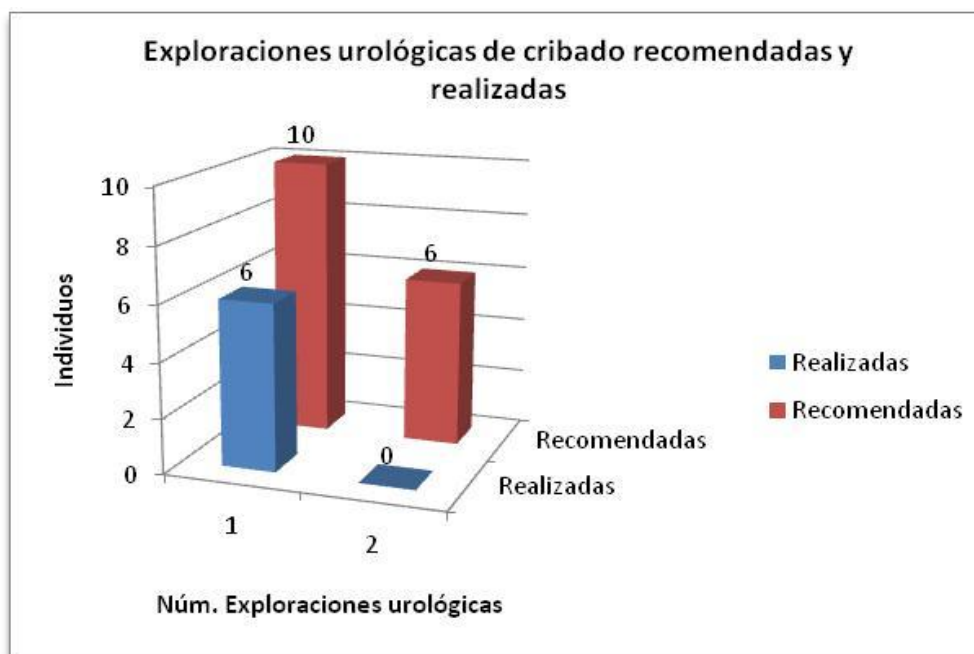 Exploraciones urológicas de cribado recomendadas y
realizadas
10
10
8
6
4
2
0
6
6
0
Individuos
1
2
Recomendadas
Realizadas
Núm. Exploraciones urológicas
Realizadas
Recomendadas